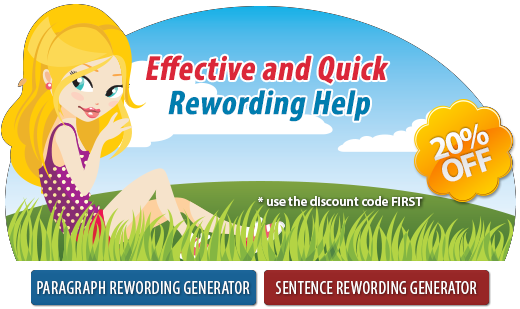 Effective and Quick
Rewording Help
20%
OFF
* use the discount code FIRST
PARAGRAPH REWORDING GENERATOR
SENTENCE REWORDING GENERATOR